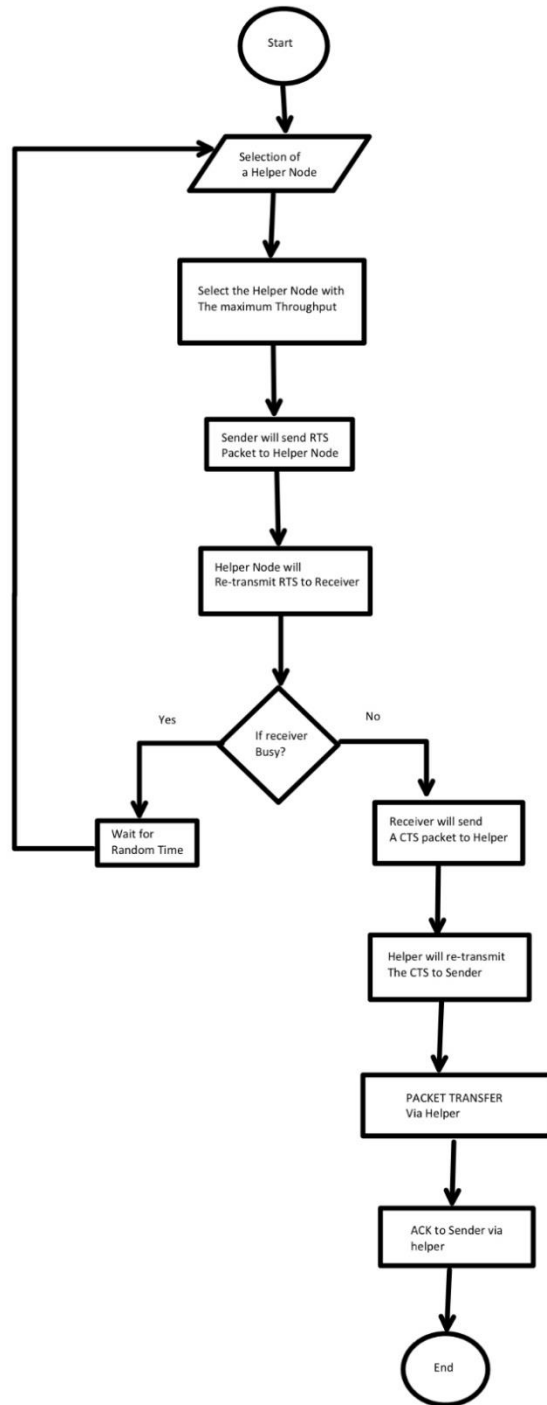 Start
Selection of
a Helper Node
Select the Helper Node with
The maximum Throughput
Sender will send RTS
Packet to Helper Node
Helper Node will
Re-transmit RTS to Receiver
If receiver
Busy?
Yes
No
Wait for
Random Time
Receiver will send
A CTS packet to Helper
Helper will re-transmit
The CTS to Sender
PACKET TRANSFER
Via Helper
ACK to Sender via
helper
End